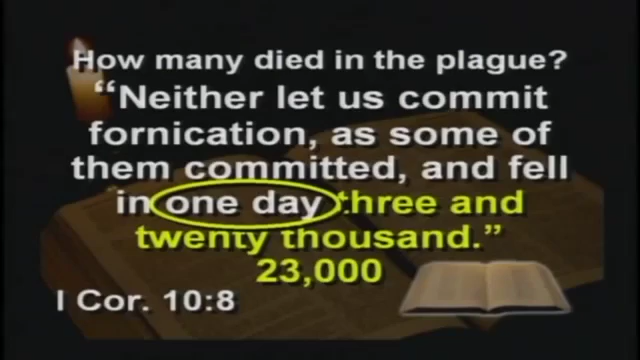 How many died in the plague?
“Neither let us commit
fornication, as some of
them committed, and fell
in one day three and
twenty thousand.”
23,000
I Cor. 10:8